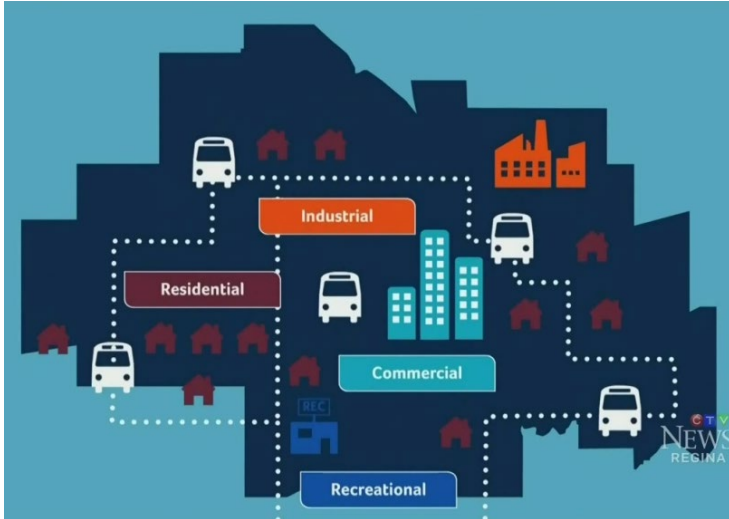 Industrial
Residential
Commercial
REC
Recreational
CTV
NEWS
REGINA